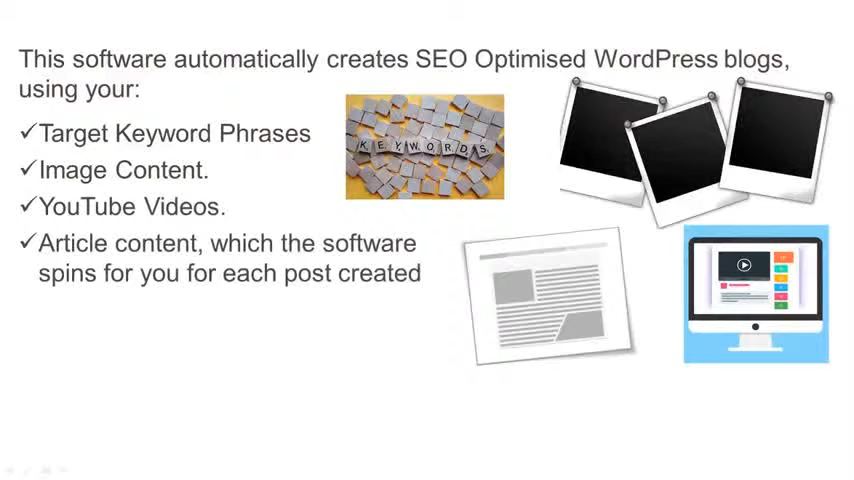 This software automatically creates SEO Optimised WordPress blogs,
using your:
✓Target Keyword Phrases
✓Image Content.
✓YouTube Videos.
✓Article content, which the software
spins for you for each post created
KEYWORDS